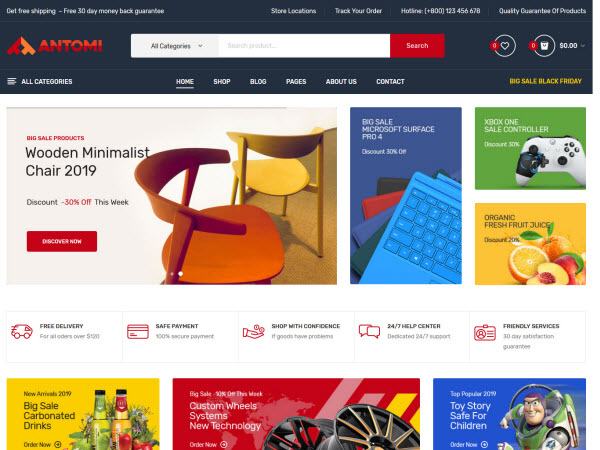 Get free shipping – Free 30 day money back guarantee
Store Locations
Track Your Order
Hotline: (+800) 123 456 678
Quality Guarantee Of Products
ANTOMI
All Categories
Search product...
Search
0
0
$0.00
ALL CATEGORIES
HOME
SHOP
BLOG
PAGES
ABOUT US
CONTACT
BIG SALE BLACK FRIDAY
BIG SALE PRODUCTS
Wooden Minimalist
Chair 2019
Discount -30% Off This Week
DISCOVER NOW
BIG SALE
MICROSOFT SURFACE
PRO 4
Discount 30% Off
XBOX ONE
SALE CONTROLLER
Discount 30%
ORGANIC
FRESH FRUIT JUICE
Discount 20%
FREE DELIVERY
For all oders over $120
SAFE PAYMENT
100% secure payment
SHOP WITH CONFIDENCE
If goods have problems
24/7 HELP CENTER
Dedicated 24/7 support
FRIENDLY SERVICES
30 day satisfaction
guarantee
New Arrivals 2019
Big Sale
Carbonated
Drinks
Order Now
Big Sale -10% Off This Week
Custom Wheels
Systems
New Technology
Order Now
Top Popular 2019
Toy Story
Safe For
Children
Order Now